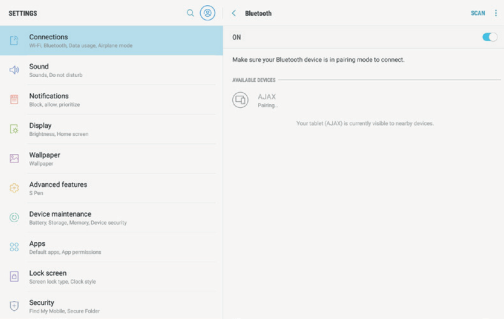 SETTINGS
Connections
Wi-Fi, Bluetooth, Data usage, Airplane mode
Sound
Sounds, Do not disturb
Notifications
Block, allow, prioritize
Display
Brightness, Home screen
Wallpaper
Wallpaper
Advanced features
S Pen
Device maintenance
Battery, Storage, Memory, Device security
Apps
Default apps, App permissions
Lock screen
Screen lock type, Clock style
Security
Find My Mobile, Secure Folder
Bluetooth
SCAN
ON
Make sure your Bluetooth device is in pairing mode to connect.
AVAILABLE DEVICES
AJAX
Pairing...
Your tablet (AJAX) is currently visible to nearby devices.